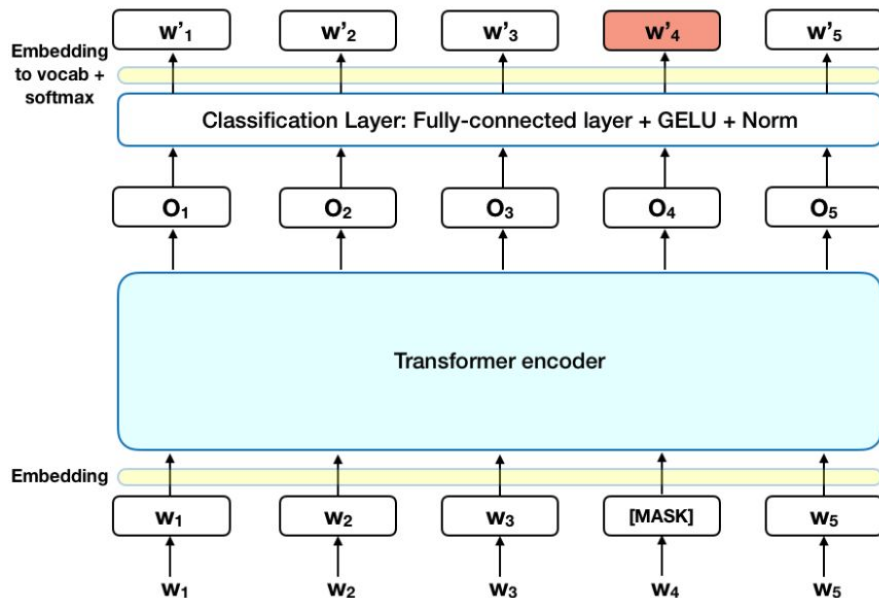 w’1 w’2 w’3 w’4 w’5
Embedding
to vocab +
softmax
Classification Layer: Fully-connected layer + GELU + Norm
O1 O2 O3 O4 O5
Transformer encoder
Embedding
W1 W2 W3 [MASK] W5
W1 W2 W3 W4 W5